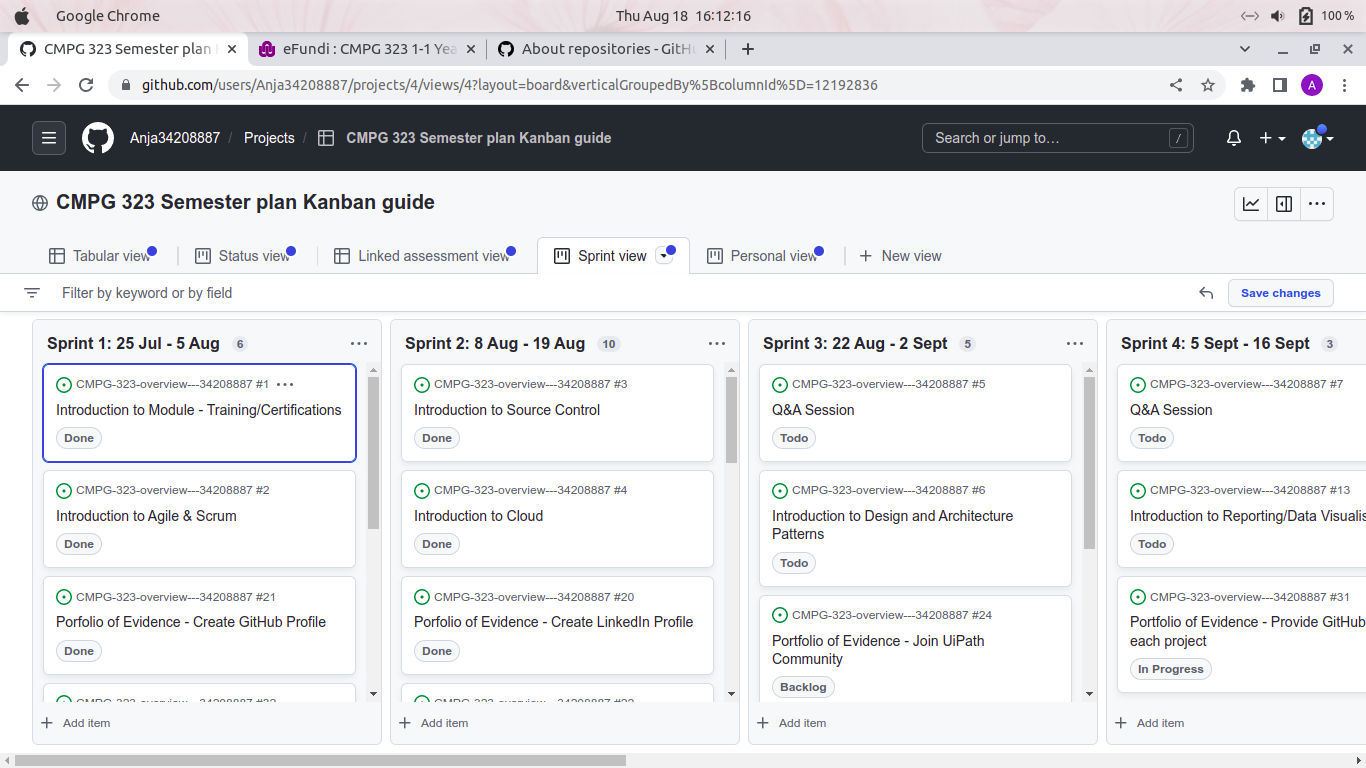 Google Chrome
Thu Aug 18 16:12:16
100 %
CMPG 323 Semester plan
eFundi : CMPG 323 1-1 Yea
About repositories - GitH
github.com/users/Anja34208887/projects/4/views/4?layout=board&verticalGroupedBy%5BcolumnId%5D=12192836
A
Anja34208887 / Projects / CMPG 323 Semester plan Kanban guide
Search or jump to… /
CMPG 323 Semester plan Kanban guide
Tabular view
Status view
Linked assessment view
Sprint view
Personal view
New view
Filter by keyword or by field
Save changes
Sprint 1: 25 Jul - 5 Aug 6
CMPG-323-overview---34208887 #1
Introduction to Module - Training/Certifications
Done
CMPG-323-overview---34208887 #2
Introduction to Agile & Scrum
Done
CMPG-323-overview---34208887 #21
Porfolio of Evidence - Create GitHub Profile
Done
Add item
Sprint 2: 8 Aug - 19 Aug 10
CMPG-323-overview---34208887 #3
Introduction to Source Control
Done
CMPG-323-overview---34208887 #4
Introduction to Cloud
Done
CMPG-323-overview---34208887 #20
Porfolio of Evidence - Create LinkedIn Profile
Done
Add item
Sprint 3: 22 Aug - 2 Sept 5
CMPG-323-overview---34208887 #5
Q&A Session
Todo
CMPG-323-overview---34208887 #6
Introduction to Design and Architecture
Patterns
Todo
CMPG-323-overview---34208887 #24
Portfolio of Evidence - Join UiPath
Community
Backlog
Add item
Sprint 4: 5 Sept - 16 Sept 3
CMPG-323-overview---34208887 #7
Q&A Session
Todo
CMPG-323-overview---34208887 #13
Introduction to Reporting/Data Visualis
Todo
CMPG-323-overview---34208887 #31
Portfolio of Evidence - Provide GitHub
each project
In Progress
Add item